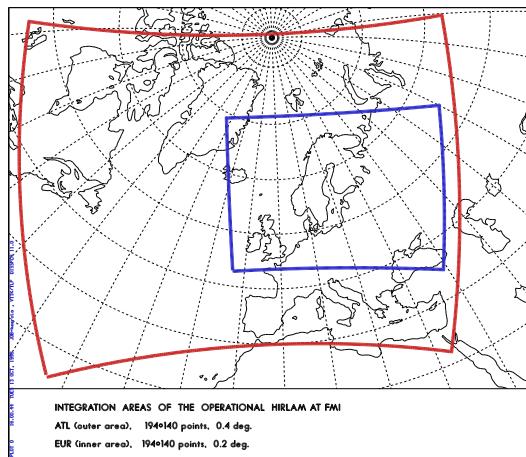 INTEGRATION AREAS OF THE OPERATIONAL HIRLAM AT FMI
ATL (outer area), 194*140 points, 0.4 deg.
EUR (inner area), 194*140 points, 0.2 deg.